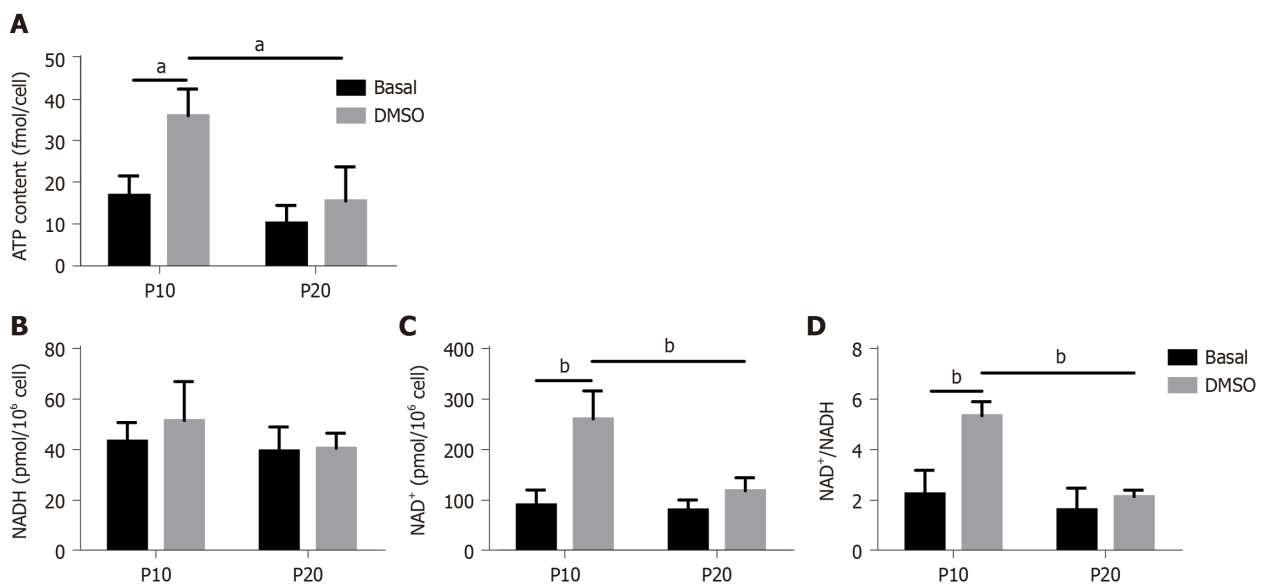 A
ATP content (fmol/cell)
50
40
30
20
10
0
a
a
Basal
DMSO
P10
P20
B
NADH (pmol/10⁶ cell)
80
60
40
20
0
P10
P20
C
NAD⁺ (pmol/10⁶ cell)
400
300
200
100
0
b
b
P10
P20
D
NAD⁺/NADH
8
6
4
2
0
b
b
P10
P20
Basal
DMSO